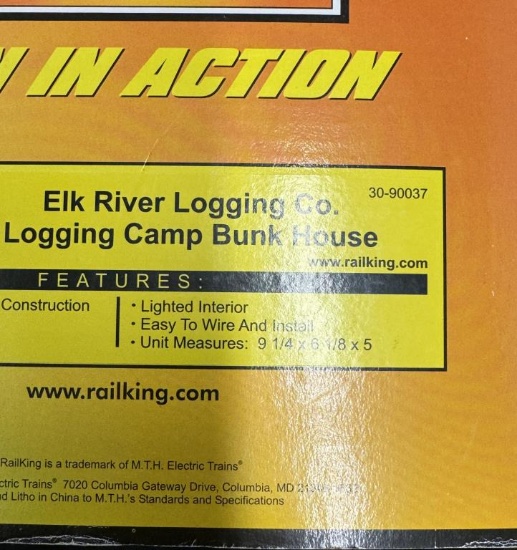 IN ACTION
30-90037
Elk River Logging Co.
Logging Camp Bunk House
www.railking.com
FEATURES:
Construction
• Lighted Interior
• Easy To Wire And Install
• Unit Measures: 9 1/4 x 6 1/8 x 5
www.railking.com
RailKing is a trademark of M.T.H. Electric Trains®
ctric Trains® 7020 Columbia Gateway Drive, Columbia, MD
d Litho in China to M.T.H.'s Standards and Specifications